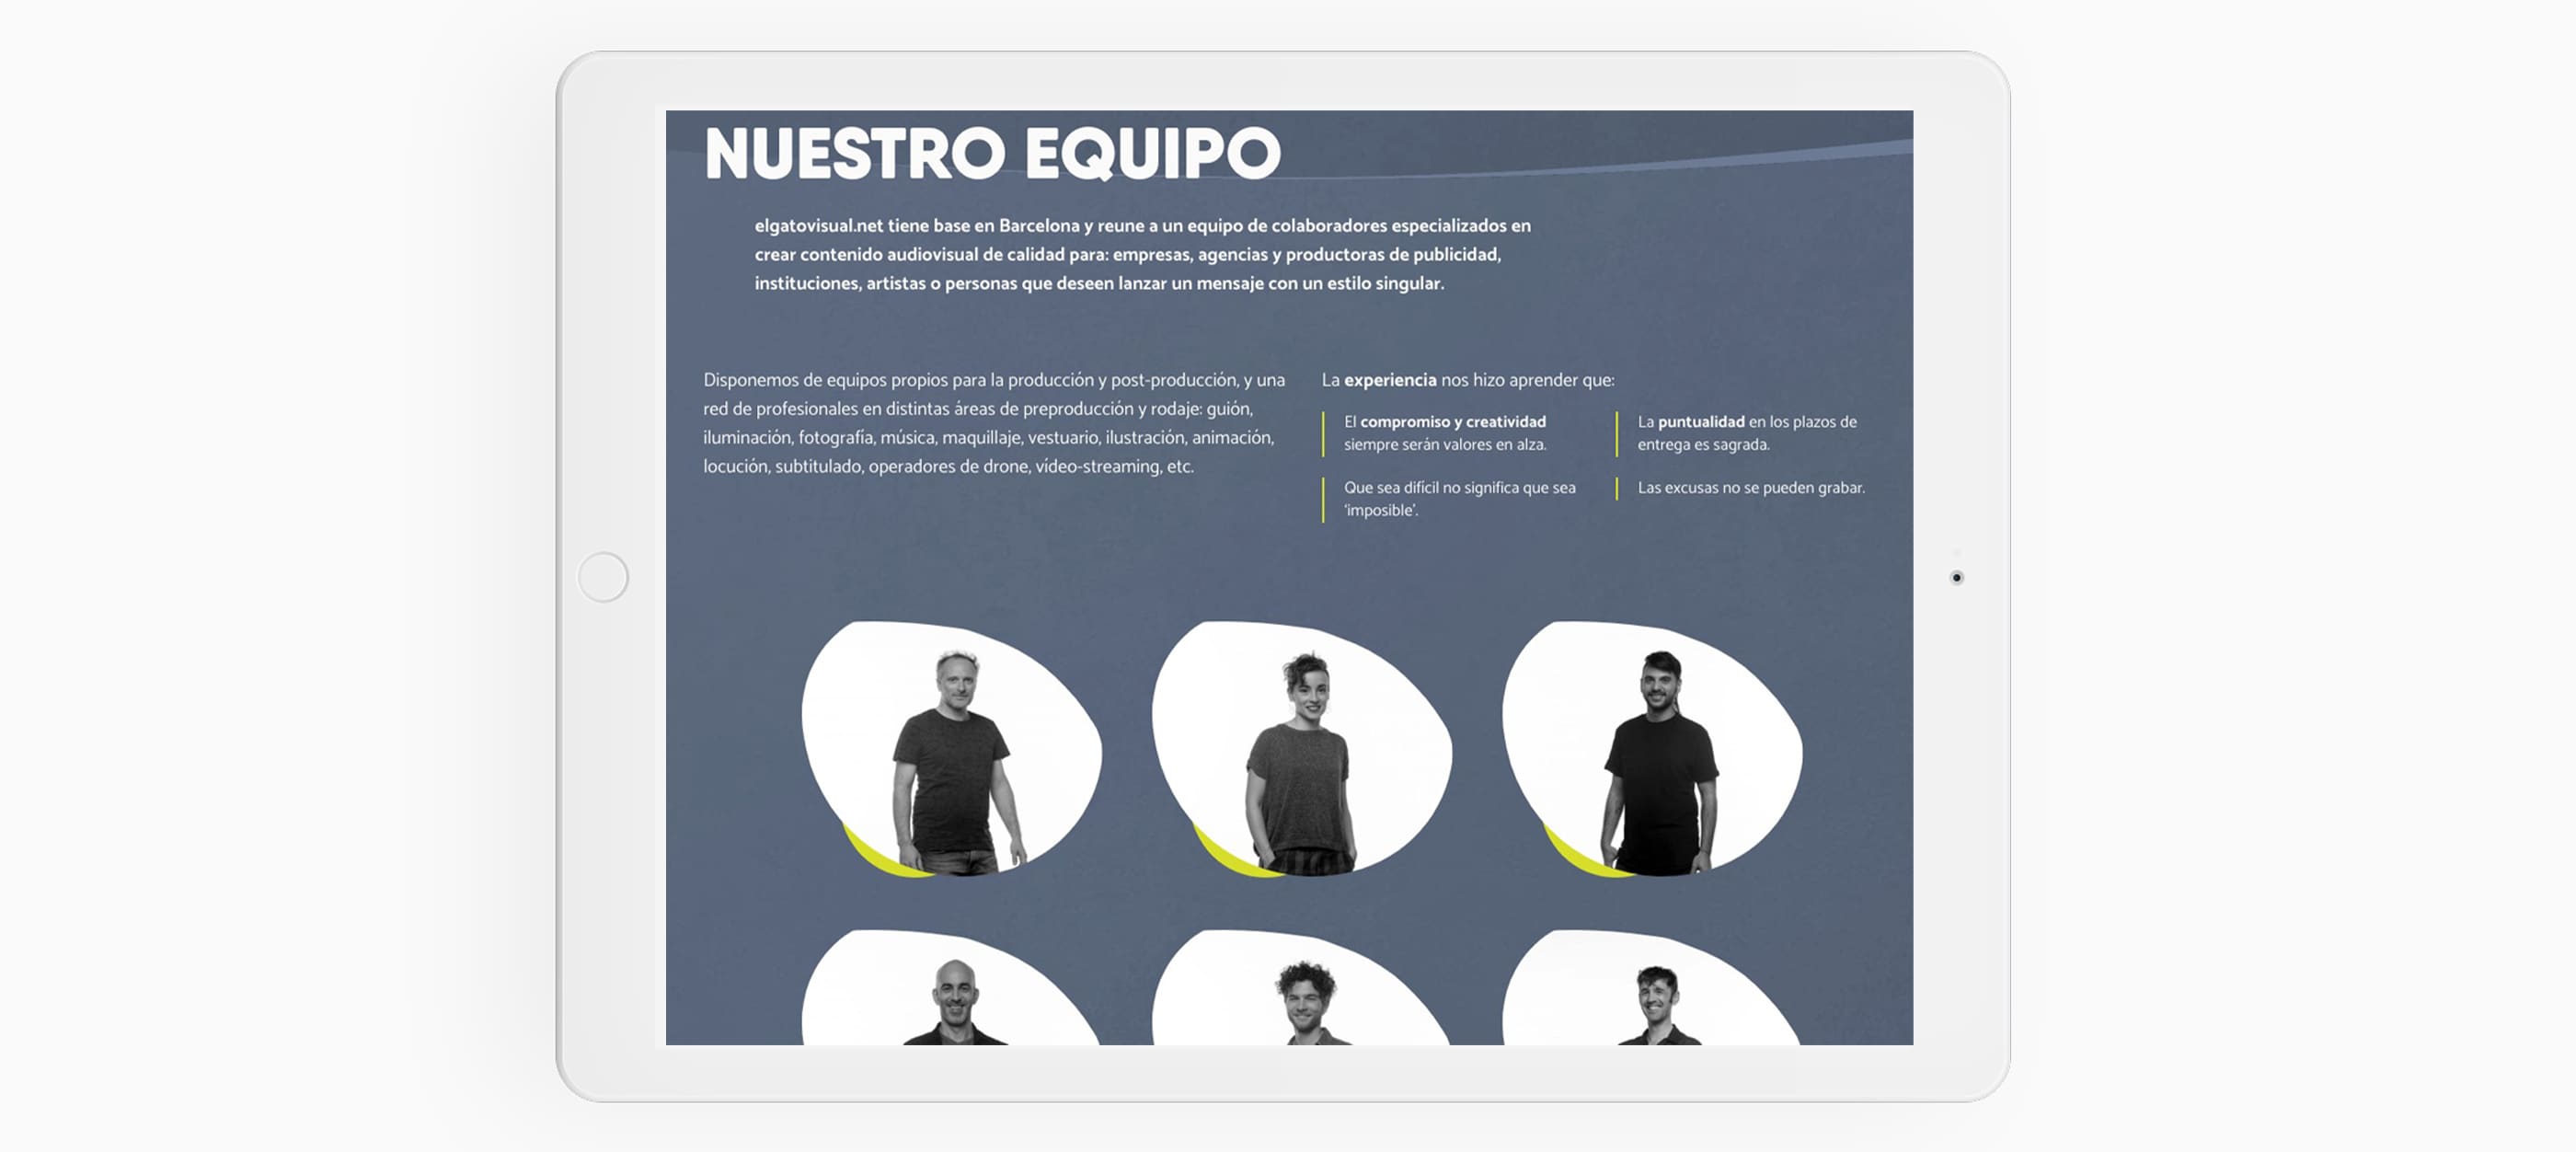 NUESTRO EQUIPO
elgatovisual.net tiene base en Barcelona y reune a un equipo de colaboradores especializados en
crear contenido audiovisual de calidad para: empresas, agencias y productoras de publicidad,
instituciones, artistas o personas que deseen lanzar un mensaje con un estilo singular.
Disponemos de equipos propios para la producción y post-producción, y una
red de profesionales en distintas áreas de preproducción y rodaje: guión,
iluminación, fotografía, música, maquillaje, vestuario, ilustración, animación,
locución, subtitulado, operadores de drone, vídeo-streaming, etc.
La experiencia nos hizo aprender que:
El compromiso y creatividad
siempre serán valores en alza.
La puntualidad en los plazos de
entrega es sagrada.
Que sea difícil no significa que sea
'imposible'.
Las excusas no se pueden grabar.